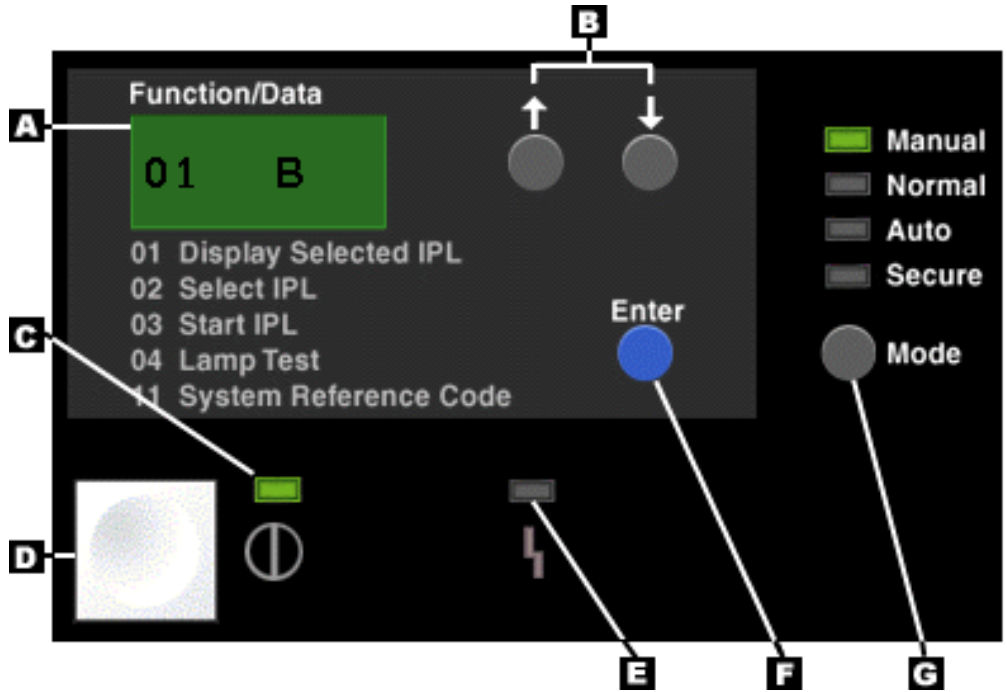 B
Function/Data
A
01 B
Manual
Normal
Auto
Secure
01 Display Selected IPL
02 Select IPL
03 Start IPL
04 Lamp Test
11 System Reference Code
Enter
Mode
C
D
E
F
G